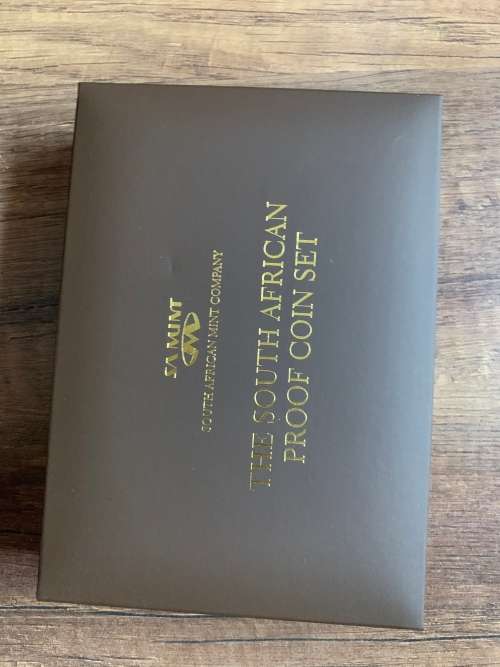 SA MINT
SOUTH AFRICAN MINT COMPANY
THE SOUTH AFRICAN
PROOF COIN SET